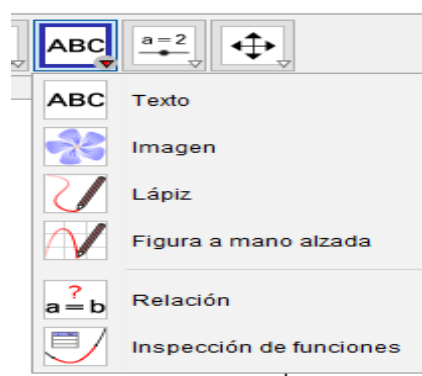 ABC a = 2
ABC Texto
Imagen
Lápiz
Figura a mano alzada
? a = b Relación
Inspección de funciones